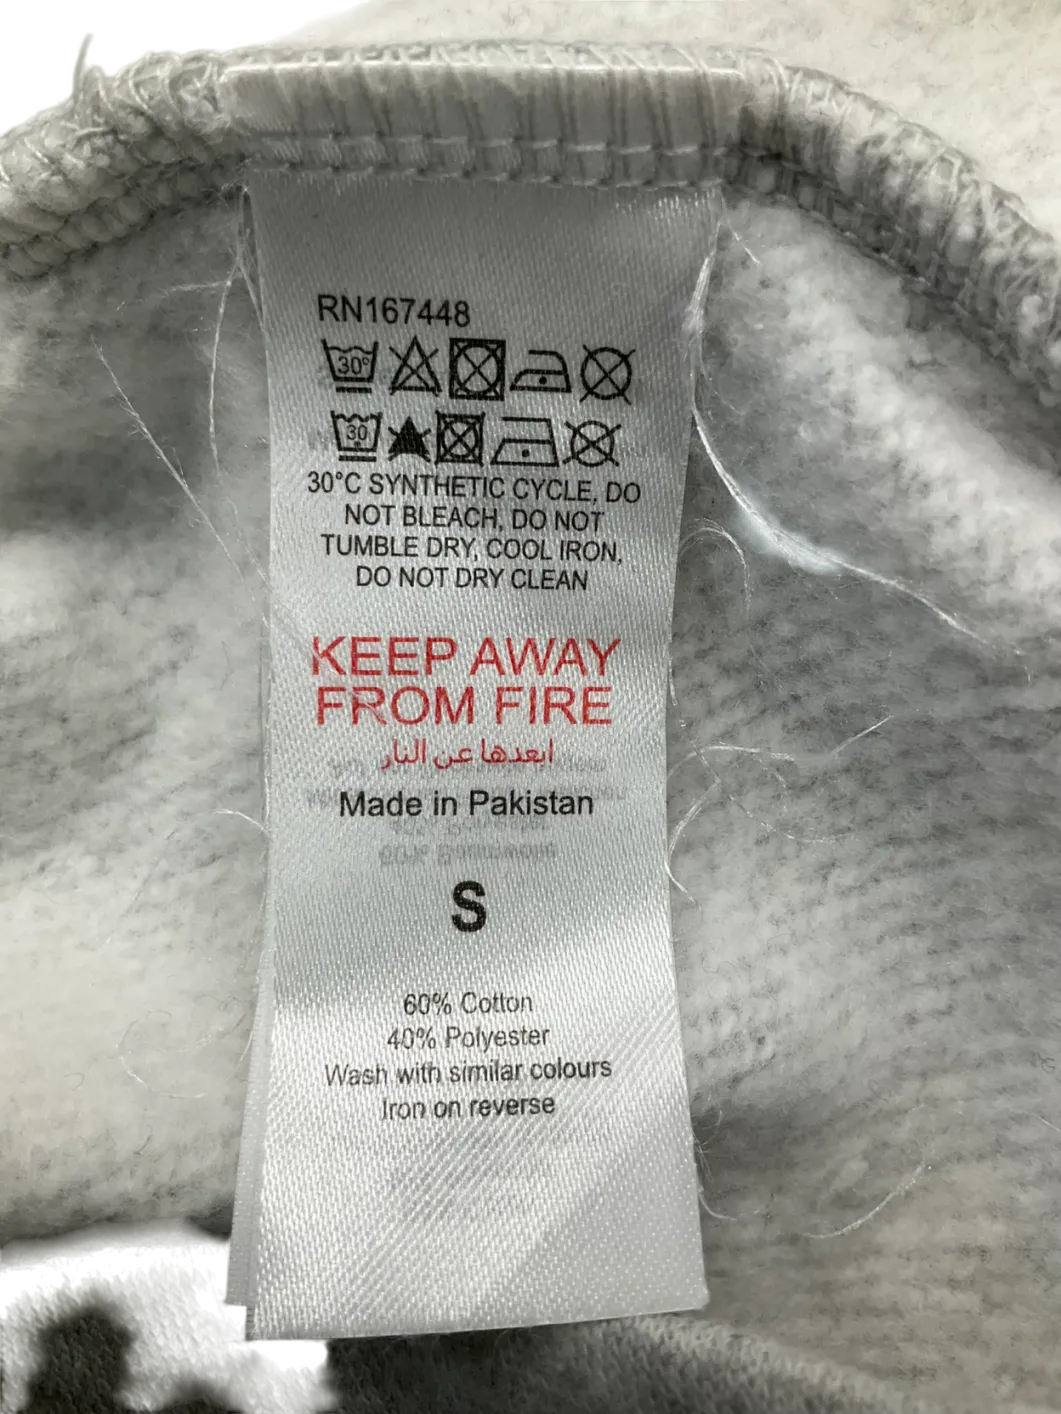 RN167448
30°
30
30°C SYNTHETIC CYCLE, DO
NOT BLEACH, DO NOT
TUMBLE DRY, COOL IRON,
DO NOT DRY CLEAN
KEEP AWAY
FROM FIRE
ابعدها عن النار
Made in Pakistan
S
60% Cotton
40% Polyester
Wash with similar colours
Iron on reverse